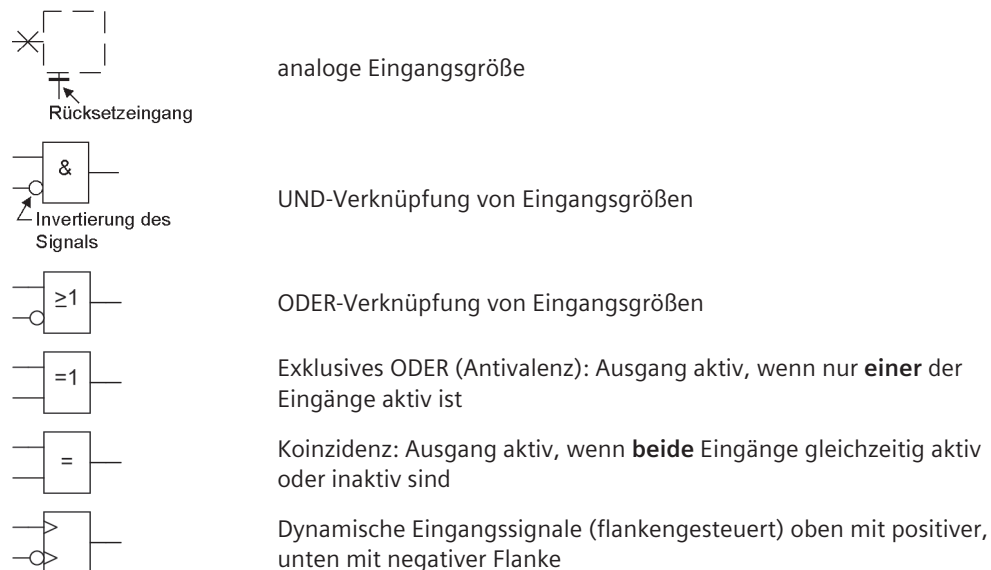 analoge Eingangsgröße
Rücksetzeingang
&
UND-Verknüpfung von Eingangsgrößen
Invertierung des
Signals
≥1
ODER-Verknüpfung von Eingangsgrößen
=1
Exklusives ODER (Antivalenz): Ausgang aktiv, wenn nur einer der
Eingänge aktiv ist
=
Koinzidenz: Ausgang aktiv, wenn beide Eingänge gleichzeitig aktiv
oder inaktiv sind
Dynamische Eingangssignale (flankengesteuert) oben mit positiver,
unten mit negativer Flanke